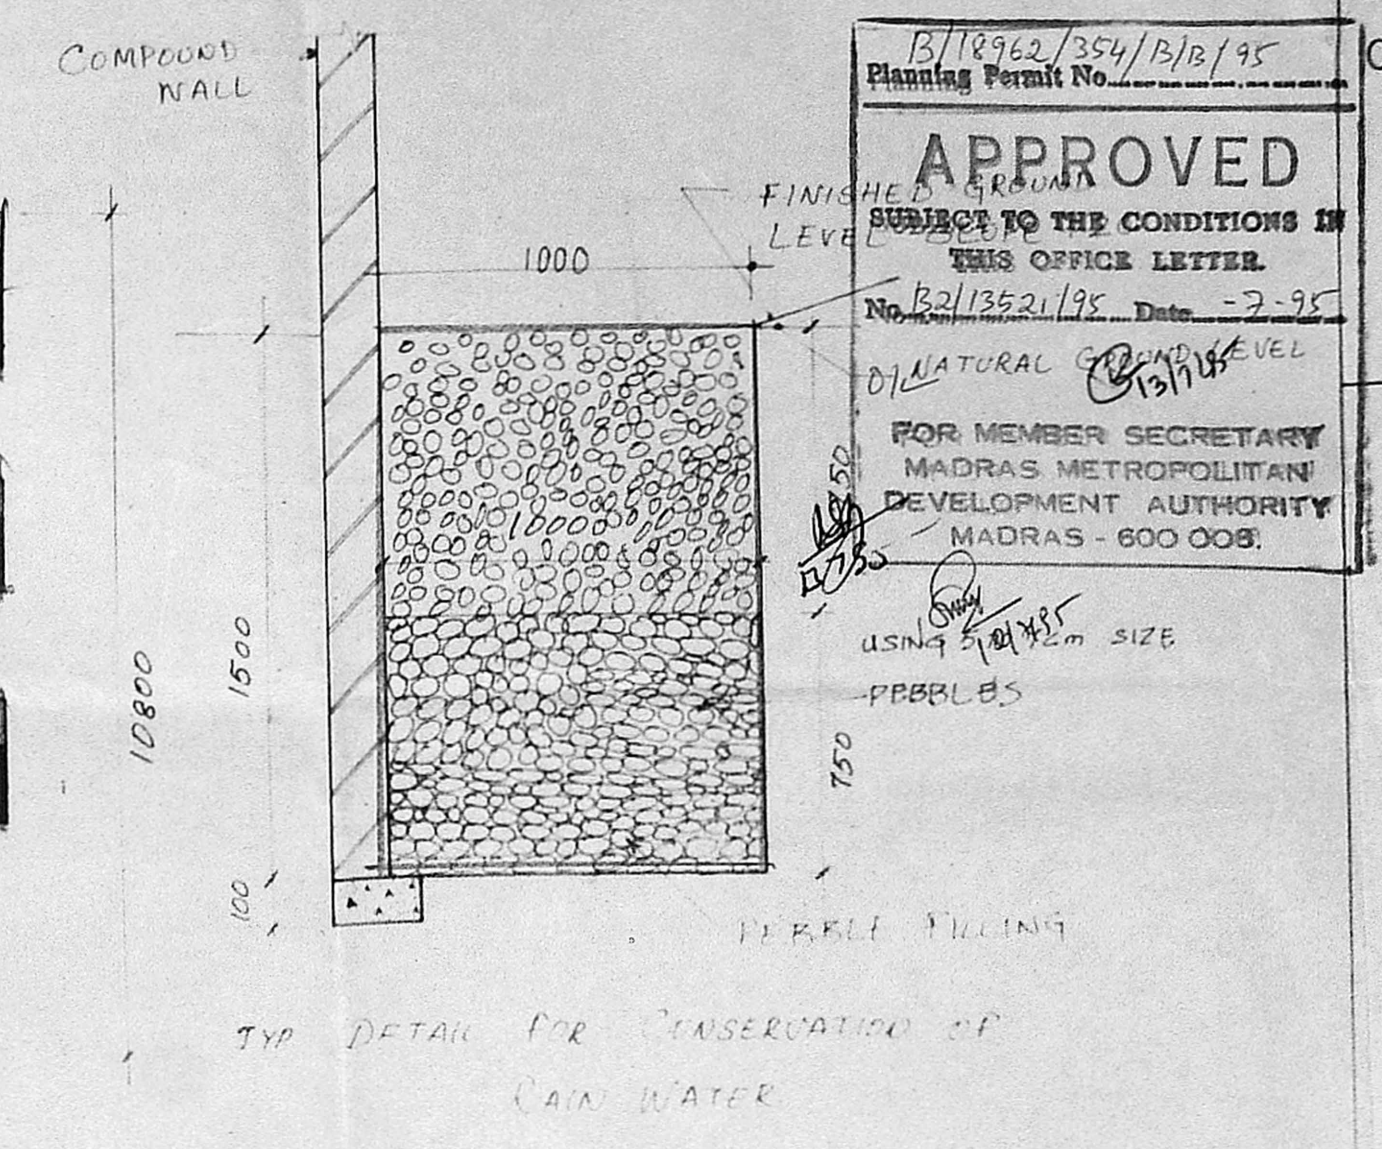 COMPOUND
WALL
B/18962/354/B/B/95
Planning Permit No
APPROVED
FINISHED GROUND
SUBJECT TO THE CONDITIONS IN
LEVEL SLOPE
THIS OFFICE LETTER.
1000
No B2/13521/95 Date -7-95
NATURAL GROUND LEVEL
13/7/95
FOR MEMBER SECRETARY
MADRAS METROPOLITAN
DEVELOPMENT AUTHORITY
MADRAS - 600 008.
750
USING cm SIZE
PEBBLES
1500
10800
750
100
PEBBLE FILLING
TYP DETAIL FOR CONSERVATION OF
RAIN WATER